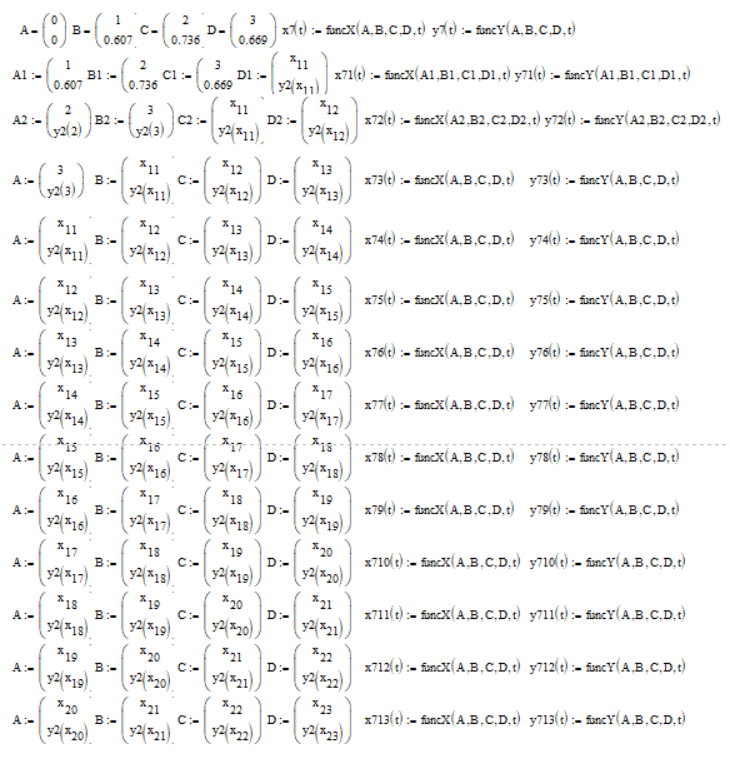 A = (0 0) B = (1 0.607) C = (2 0.736) D = (3 0.669) x7(t) := funcX(A,B,C,D,t) y7(t) := funcY(A,B,C,D,t)
A1 := (1 0.607) B1 := (2 0.736) C1 := (3 0.669) D1 := (x11 y2(x11)) x71(t) := funcX(A1,B1,C1,D1,t) y71(t) := funcY(A1,B1,C1,D1,t)
A2 := (2 y2(2)) B2 := (3 y2(3)) C2 := (x11 y2(x11)) D2 := (x12 y2(x12)) x72(t) := funcX(A2,B2,C2,D2,t) y72(t) := funcY(A2,B2,C2,D2,t)
A := (3 y2(3)) B := (x11 y2(x11)) C := (x12 y2(x12)) D := (x13 y2(x13)) x73(t) := funcX(A,B,C,D,t) y73(t) := funcY(A,B,C,D,t)
A := (x11 y2(x11)) B := (x12 y2(x12)) C := (x13 y2(x13)) D := (x14 y2(x14)) x74(t) := funcX(A,B,C,D,t) y74(t) := funcY(A,B,C,D,t)
A := (x12 y2(x12)) B := (x13 y2(x13)) C := (x14 y2(x14)) D := (x15 y2(x15)) x75(t) := funcX(A,B,C,D,t) y75(t) := funcY(A,B,C,D,t)
A := (x13 y2(x13)) B := (x14 y2(x14)) C := (x15 y2(x15)) D := (x16 y2(x16)) x76(t) := funcX(A,B,C,D,t) y76(t) := funcY(A,B,C,D,t)
A := (x14 y2(x14)) B := (x15 y2(x15)) C := (x16 y2(x16)) D := (x17 y2(x17)) x77(t) := funcX(A,B,C,D,t) y77(t) := funcY(A,B,C,D,t)
A := (x15 y2(x15)) B := (x16 y2(x16)) C := (x17 y2(x17)) D := (x18 y2(x18)) x78(t) := funcX(A,B,C,D,t) y78(t) := funcY(A,B,C,D,t)
A := (x16 y2(x16)) B := (x17 y2(x17)) C := (x18 y2(x18)) D := (x19 y2(x19)) x79(t) := funcX(A,B,C,D,t) y79(t) := funcY(A,B,C,D,t)
A := (x17 y2(x17)) B := (x18 y2(x18)) C := (x19 y2(x19)) D := (x20 y2(x20)) x710(t) := funcX(A,B,C,D,t) y710(t) := funcY(A,B,C,D,t)
A := (x18 y2(x18)) B := (x19 y2(x19)) C := (x20 y2(x20)) D := (x21 y2(x21)) x711(t) := funcX(A,B,C,D,t) y711(t) := funcY(A,B,C,D,t)
A := (x19 y2(x19)) B := (x20 y2(x20)) C := (x21 y2(x21)) D := (x22 y2(x22)) x712(t) := funcX(A,B,C,D,t) y712(t) := funcY(A,B,C,D,t)
A := (x20 y2(x20)) B := (x21 y2(x21)) C := (x22 y2(x22)) D := (x23 y2(x23)) x713(t) := funcX(A,B,C,D,t) y713(t) := funcY(A,B,C,D,t)